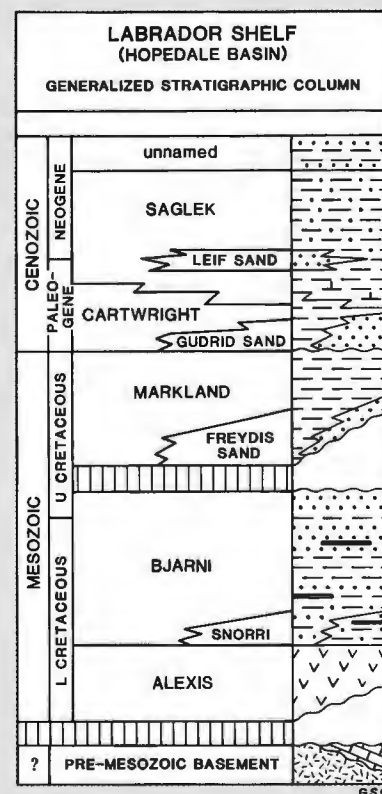 LABRADOR SHELF
(HOPEDALE BASIN)
GENERALIZED STRATIGRAPHIC COLUMN
CENOZOIC
NEOGENE
PALEO-
GENE
unnamed
SAGLEK
LEIF SAND
CARTWRIGHT
GUDRID SAND
MESOZOIC
U CRETACEOUS
MARKLAND
FREYDIS
SAND
L CRETACEOUS
BJARNI
SNORRI
ALEXIS
? PRE-MESOZOIC BASEMENT